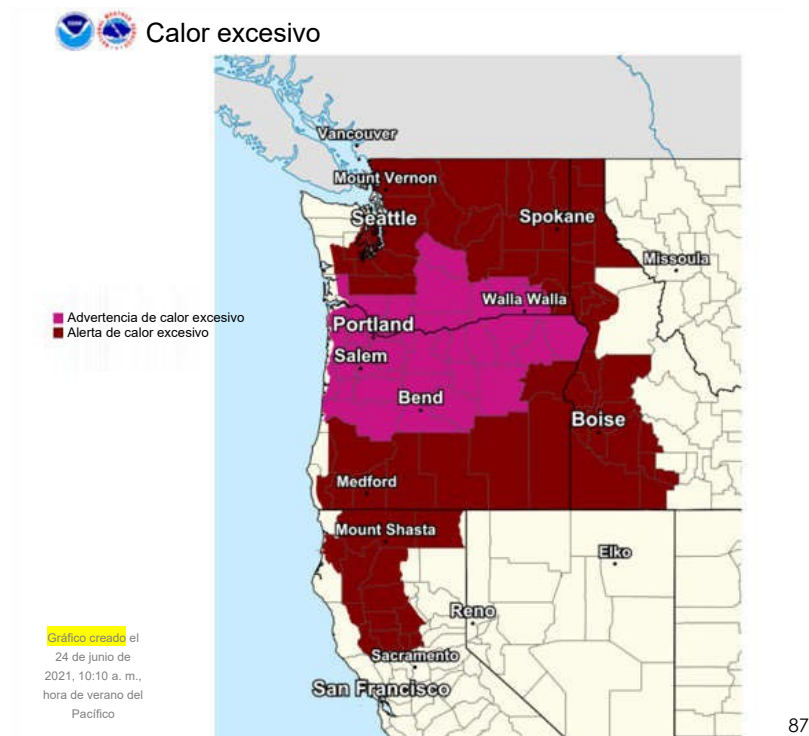 Calor excesivo
Vancouver
Mount Vernon
Seattle
Spokane
Missoula
Walla Walla
Advertencia de calor excesivo
Alerta de calor excesivo
Portland
Salem
Bend
Boise
Medford
Mount Shasta
Elko
Reno
Sacramento
San Francisco
Gráfico creado el
24 de junio de
2021, 10:10 a. m.,
hora de verano del
Pacífico
87